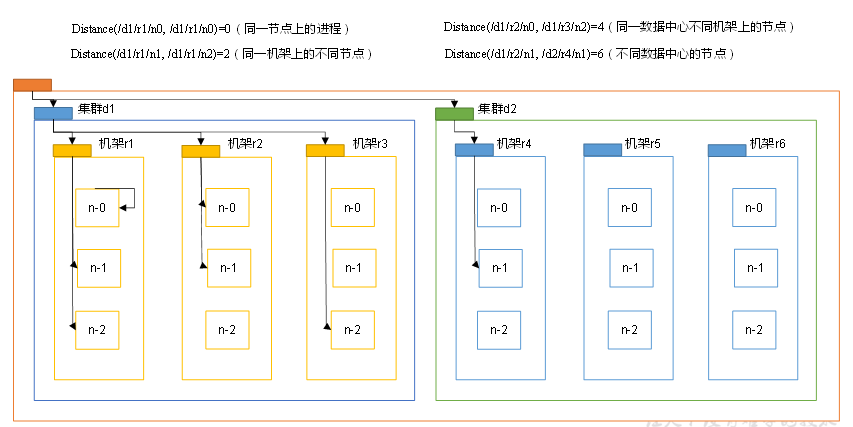 Distance(/d1/r1/n0, /d1/r1/n0)=0（同一节点上的进程）
Distance(/d1/r2/n0, /d1/r3/n2)=4（同一数据中心不同机架上的节点）
Distance(/d1/r1/n1, /d1/r1/n2)=2（同一机架上的不同节点）
Distance(/d1/r2/n1, /d2/r4/n1)=6（不同数据中心的节点）
集群d1
集群d2
机架r1
机架r2
机架r3
机架r4
机架r5
机架r6
n-0
n-0
n-0
n-0
n-0
n-0
n-1
n-1
n-1
n-1
n-1
n-1
n-2
n-2
n-2
n-2
n-2
n-2